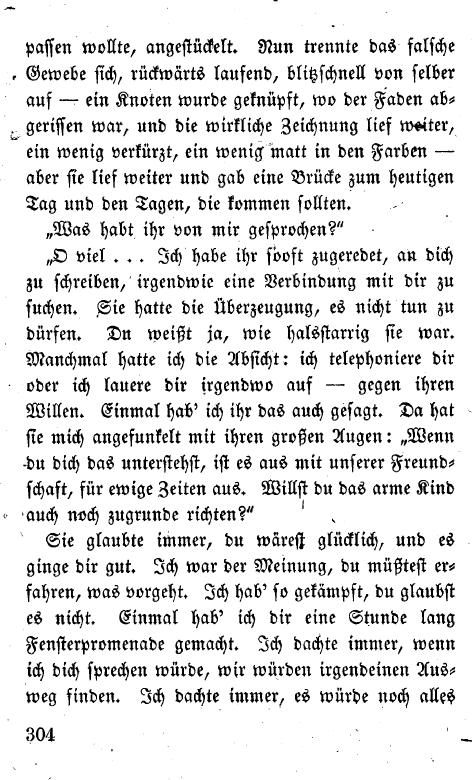 passen wollte, angestückelt. Nun trennte das falsche
Gewebe sich, rückwärts laufend, blitzschnell von selber
auf — ein Knoten wurde geknüpft, wo der Faden ab-
gerissen war, und die wirkliche Zeichnung lief weiter,
ein wenig verkürzt, ein wenig matt in den Farben —
aber sie lief weiter und gab eine Brücke zum heutigen
Tag und den Tagen, die kommen sollten.
„Was habt ihr von mir gesprochen?“
„O viel . . . Ich habe ihr sooft zugeredet, an dich
zu schreiben, irgendwie eine Verbindung mit dir zu
suchen. Sie hatte die Überzeugung, es nicht tun zu
dürfen. Du weißt ja, wie halsstarrig sie war.
Manchmal hatte ich die Absicht: ich telephoniere dir
oder ich lauere dir irgendwo auf — gegen ihren
Willen. Einmal hab’ ich ihr das auch gesagt. Da hat
sie mich angefunkelt mit ihren großen Augen: „Wenn
du dich das unterstehst, ist es aus mit unserer Freund-
schaft, für ewige Zeiten aus. Willst du das arme Kind
auch noch zugrunde richten?“
Sie glaubte immer, du wärest glücklich, und es
ginge dir gut. Ich war der Meinung, du müßtest er-
fahren, was vorgeht. Ich hab’ so gekämpft, du glaubst
es nicht. Einmal hab’ ich dir eine Stunde lang
Fensterpromenade gemacht. Ich dachte immer, wenn
ich dich sprechen würde, wir würden irgendeinen Aus-
weg finden. Ich dachte immer, es würde noch alles
304